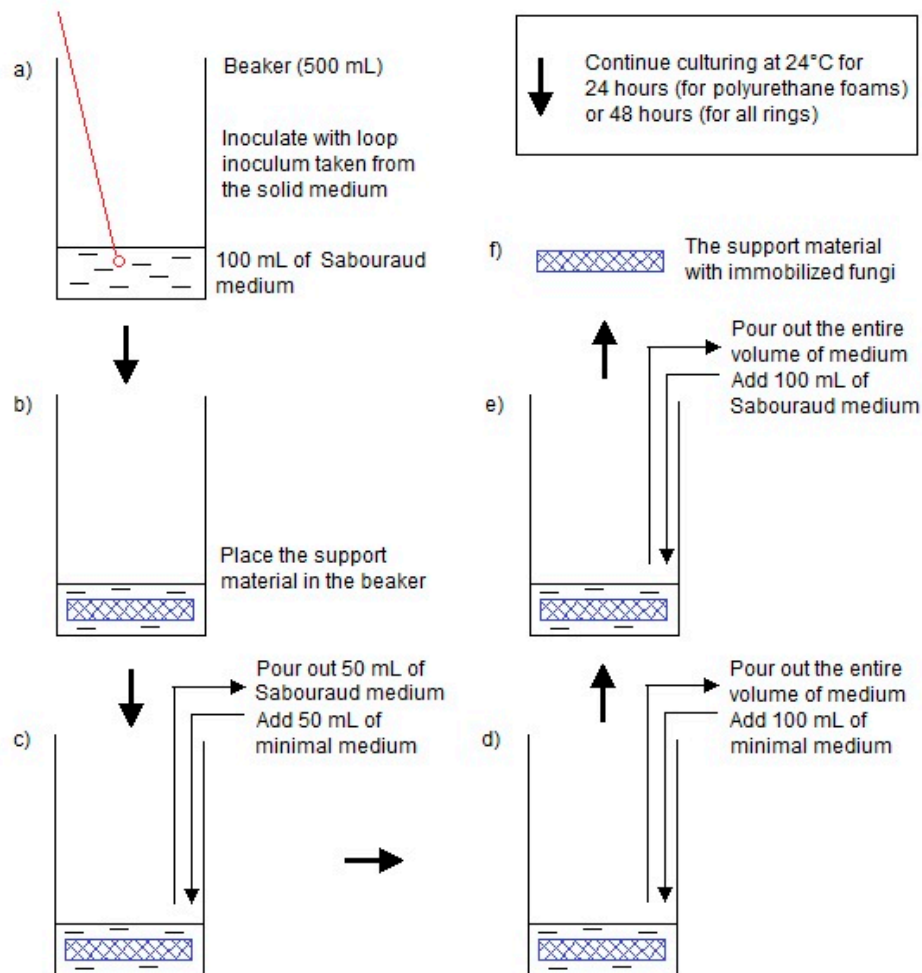 a)
Beaker (500 mL)
Inoculate with loop
inoculum taken from
the solid medium
100 mL of Sabouraud
medium
b)
Place the support
material in the beaker
c)
Pour out 50 mL of
Sabouraud medium
Add 50 mL of
minimal medium
d)
Pour out the entire
volume of medium
Add 100 mL of
minimal medium
e)
Pour out the entire
volume of medium
Add 100 mL of
Sabouraud medium
f)
The support material
with immobilized fungi
Continue culturing at 24°C for
24 hours (for polyurethane foams)
or 48 hours (for all rings)